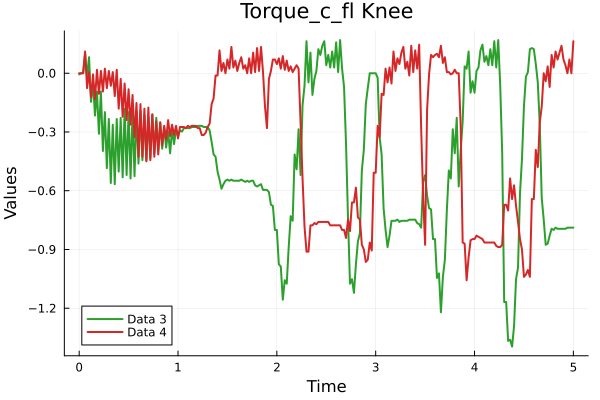 Torque_c_fl Knee
Values
0.0
−0.3
−0.6
−0.9
−1.2
Data 3
Data 4
0
1
2
3
4
5
Time